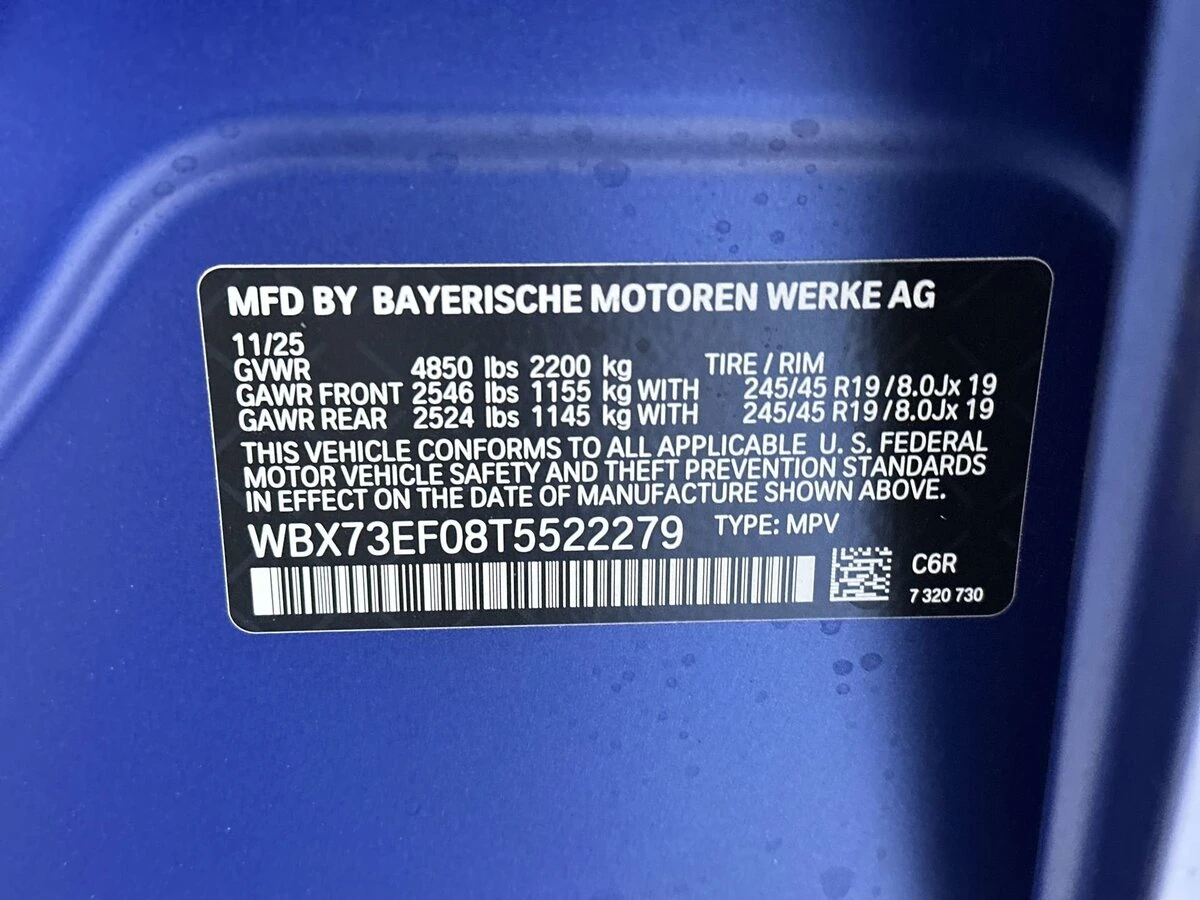 MFD BY BAYERISCHE MOTOREN WERKE AG
11/25
GVWR 4850 lbs 2200 kg TIRE / RIM
GAWR FRONT 2546 lbs 1155 kg WITH 245/45 R19 / 8.0Jx 19
GAWR REAR 2524 lbs 1145 kg WITH 245/45 R19 / 8.0Jx 19
THIS VEHICLE CONFORMS TO ALL APPLICABLE U. S. FEDERAL
MOTOR VEHICLE SAFETY AND THEFT PREVENTION STANDARDS
IN EFFECT ON THE DATE OF MANUFACTURE SHOWN ABOVE.
WBX73EF08T5522279 TYPE: MPV
C6R
7 320 730